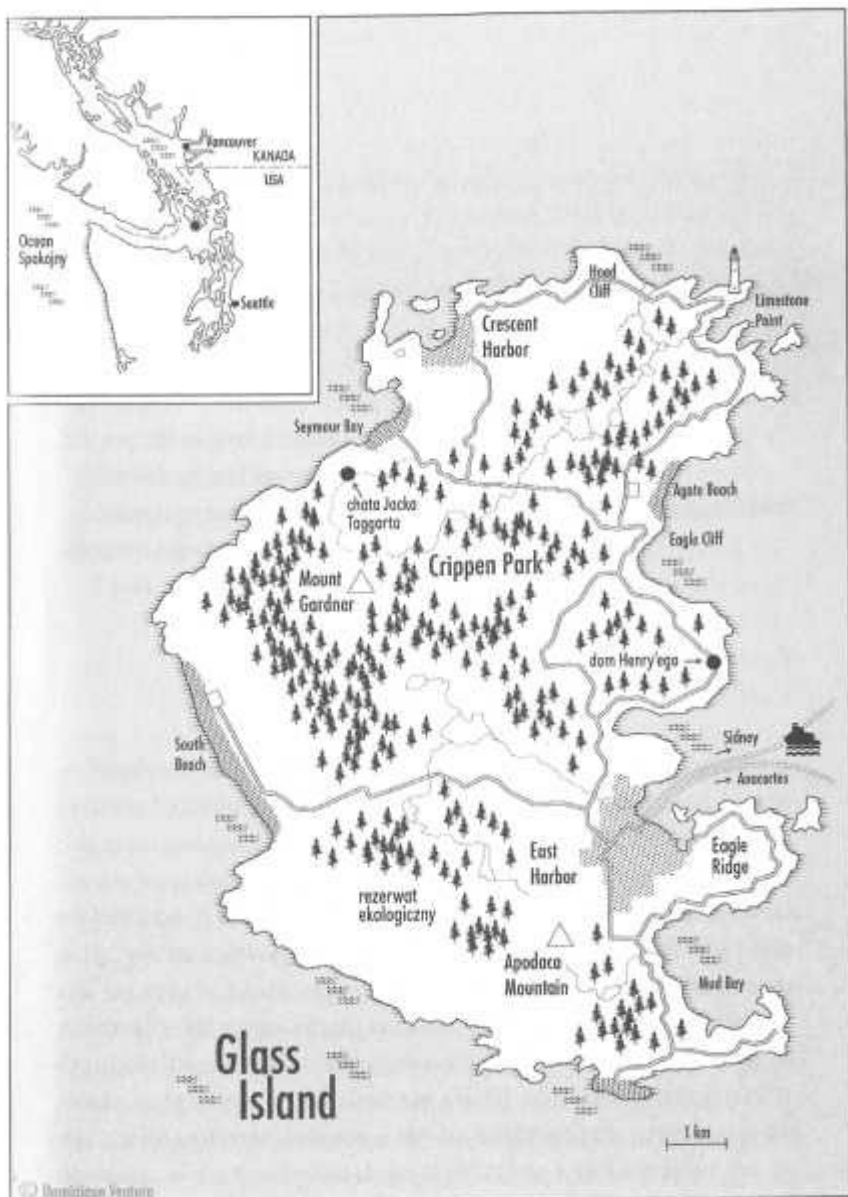 Vancouver
KANADA
USA
Ocean
Spokojny
Seattle
Hood
Cliff
Limestone
Point
Crescent
Harbor
Seymour Bay
chata Jacka
Taggarta
Agate Beach
Eagle Cliff
Crippen Park
Mount
Gardner
dom Henry'ego
South
Beach
Sidney
Anacortes
East
Harbor
Eagle
Ridge
rezerwat
ekologiczny
Apodaca
Mountain
Mud Bay
Glass
Island
1 km